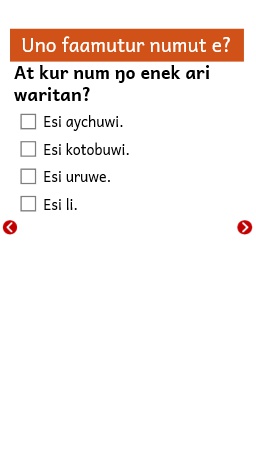 Uno faamutur numut e?
At kur num ŋo enek ari
waritan?
Esi aychuwi.
Esi kotobuwi.
Esi uruwe.
Esi li.